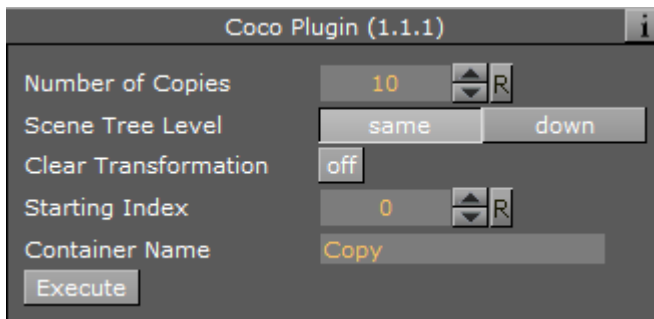 Coco Plugin (1.1.1) i
Number of Copies 10 R
Scene Tree Level same down
Clear Transformation off
Starting Index 0 R
Container Name Copy
Execute